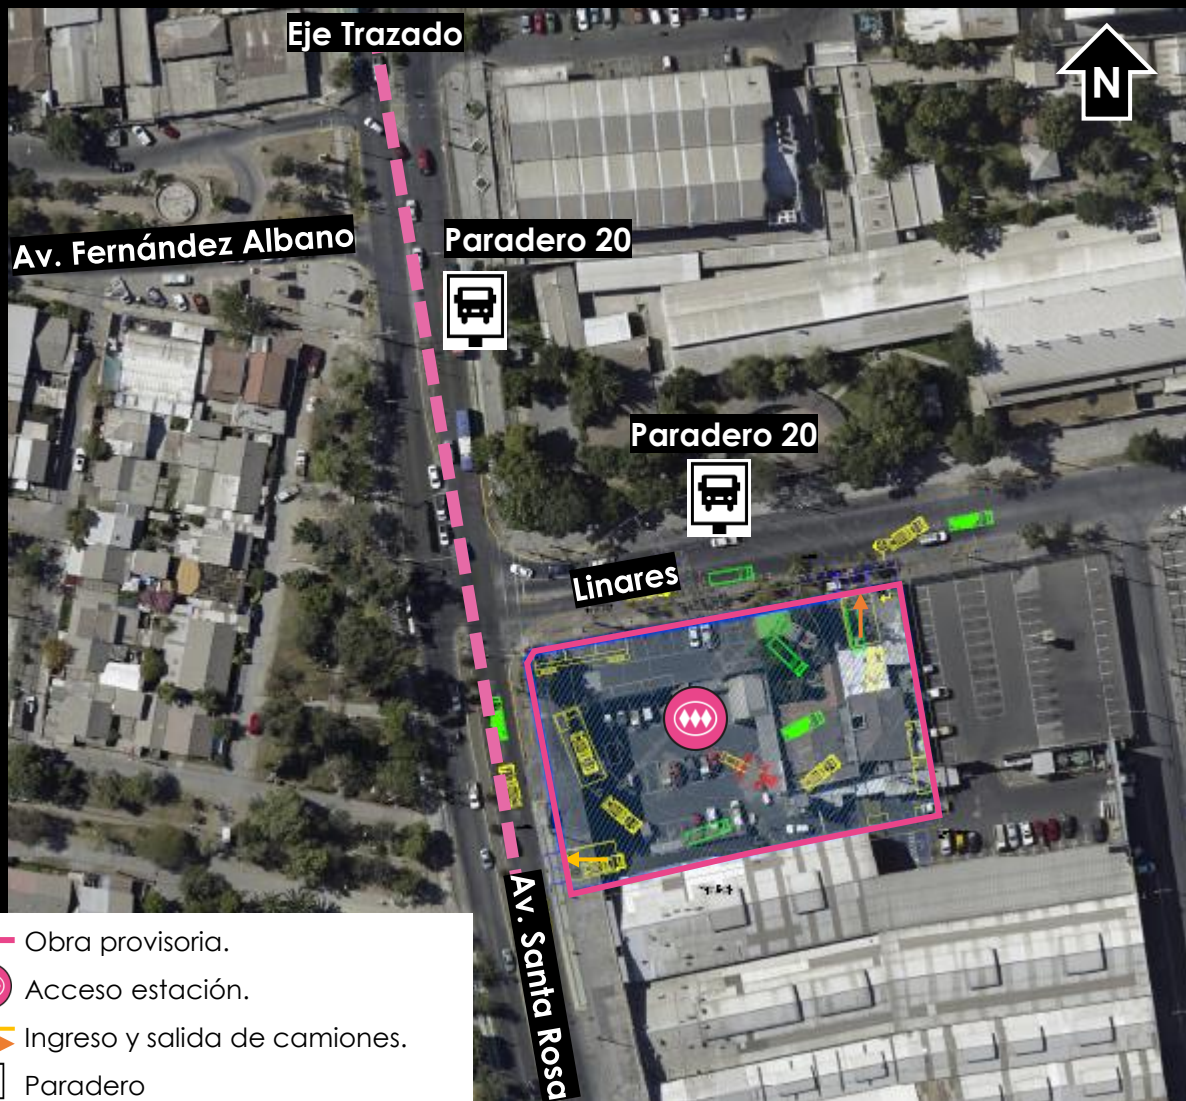 Eje Trazado
N
Av. Fernández Albano
Paradero 20
Paradero 20
Linares
Av. Santa Rosa
Obra provisoria.
Acceso estación.
Ingreso y salida de camiones.
Paradero